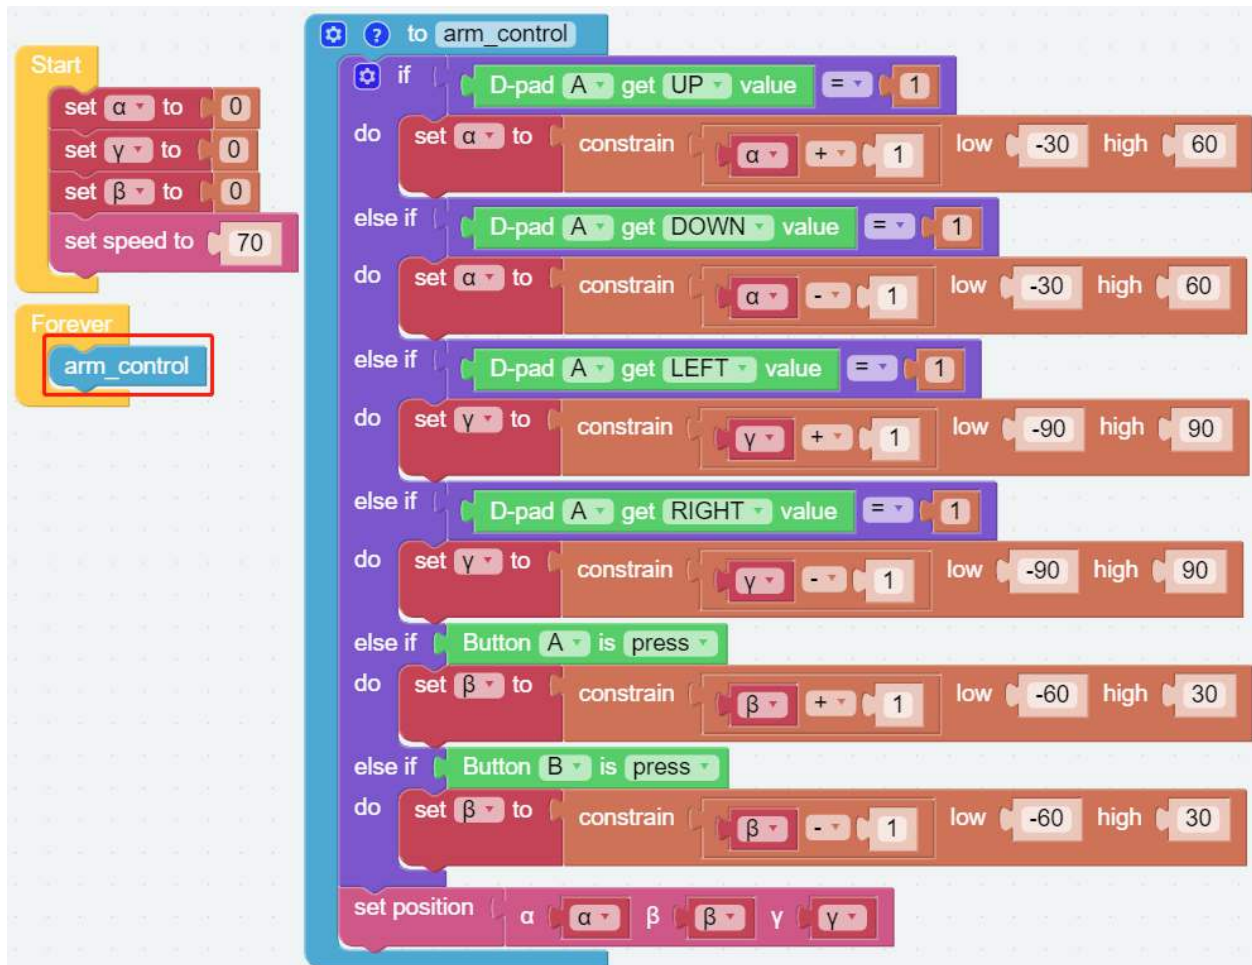 Start
set α to 0
set γ to 0
set β to 0
set speed to 70
Forever
arm_control
? to arm_control
if D-pad A get UP value = 1
do set α to constrain α + 1 low -30 high 60
else if D-pad A get DOWN value = 1
do set α to constrain α - 1 low -30 high 60
else if D-pad A get LEFT value = 1
do set γ to constrain γ + 1 low -90 high 90
else if D-pad A get RIGHT value = 1
do set γ to constrain γ - 1 low -90 high 90
else if Button A is press
do set β to constrain β + 1 low -60 high 30
else if Button B is press
do set β to constrain β - 1 low -60 high 30
set position α α β β γ γ